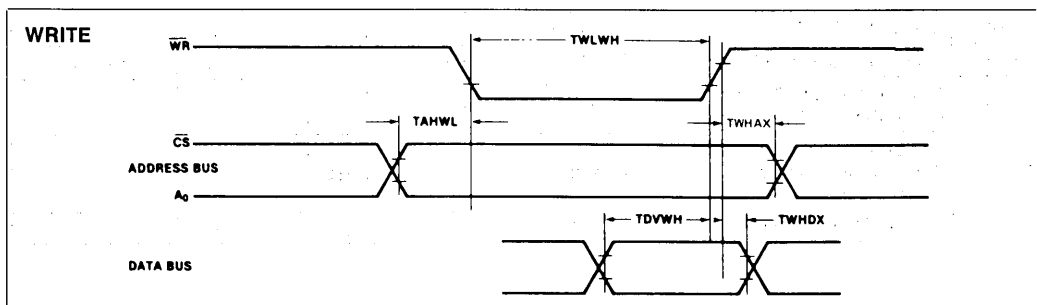 WRITE
WR
TWLWH
TAHWL
TWHAX
CS
ADDRESS BUS
A0
TDVWH
TWHDX
DATA BUS